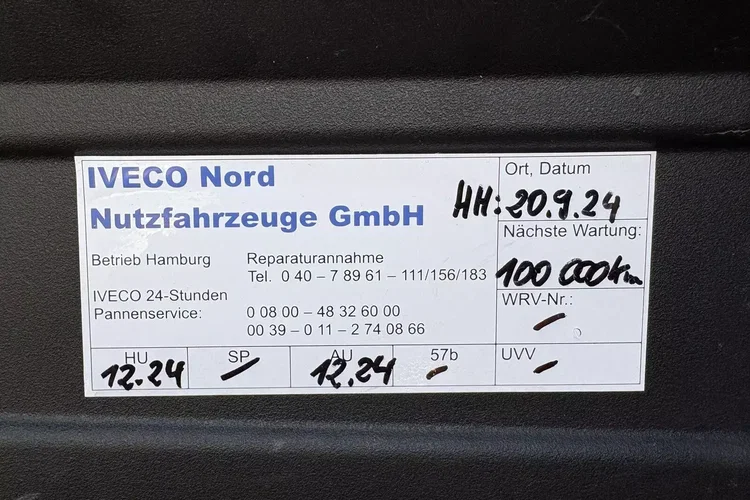 IVECO Nord
Nutzfahrzeuge GmbH
Betrieb Hamburg
Reparaturannahme
Tel. 0 40 – 7 89 61 – 111/156/183
IVECO 24-Stunden
Pannenservice:
0 08 00 – 48 32 60 00
00 39 – 0 11 – 2 74 08 66
Ort, Datum
HH: 20.9.24
Nächste Wartung:
100 000 km
WRV-Nr.:
–
HU
12.24
SP
–
AU
12.24
57b
–
UVV
–